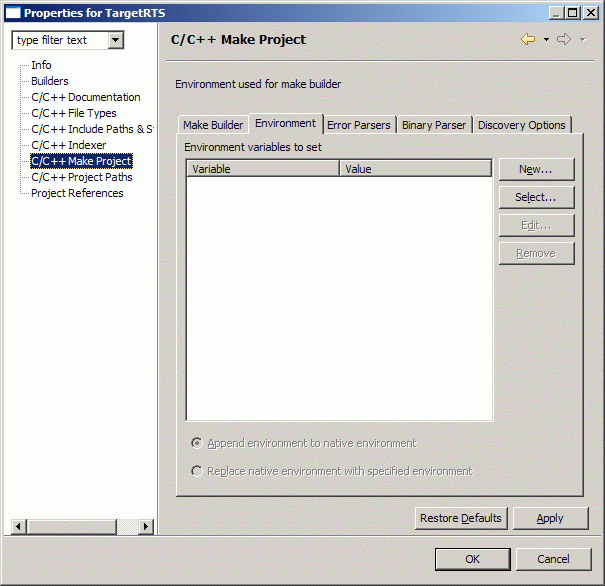 Properties for TargetRTS
type filter text
Info
Builders
C/C++ Documentation
C/C++ File Types
C/C++ Include Paths & S
C/C++ Indexer
C/C++ Make Project
C/C++ Project Paths
Project References
C/C++ Make Project
Environment used for make builder
Make Builder Environment Error Parsers Binary Parser Discovery Options
Environment variables to set
Variable Value
New...
Select...
Edit...
Remove
Append environment to native environment
Replace native environment with specified environment
Restore Defaults Apply
OK Cancel